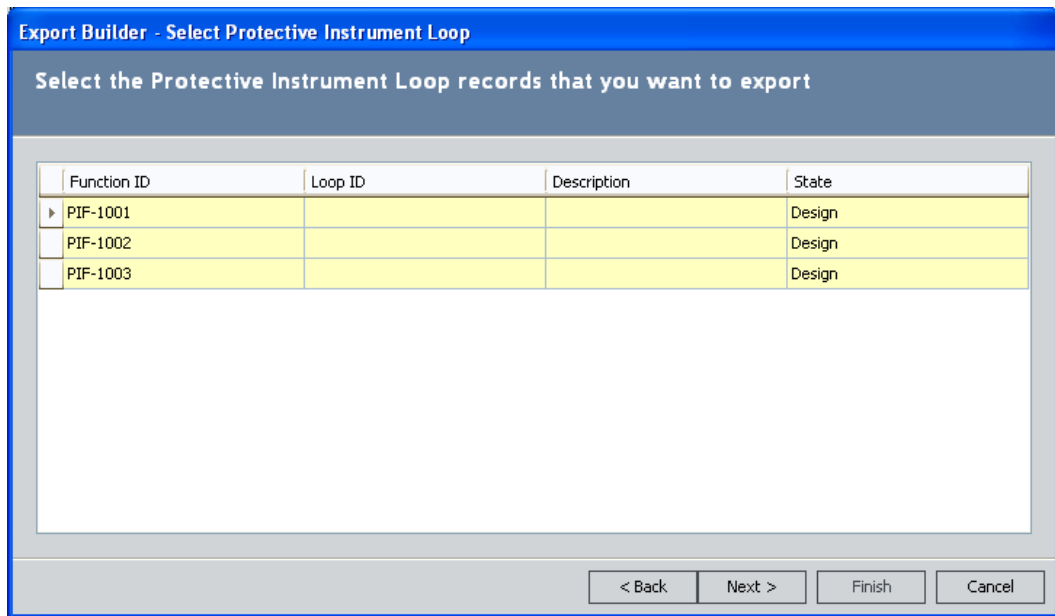 Export Builder - Select Protective Instrument Loop
Select the Protective Instrument Loop records that you want to export
Function ID Loop ID Description State
PIF-1001 Design
PIF-1002 Design
PIF-1003 Design
< Back Next > Finish Cancel